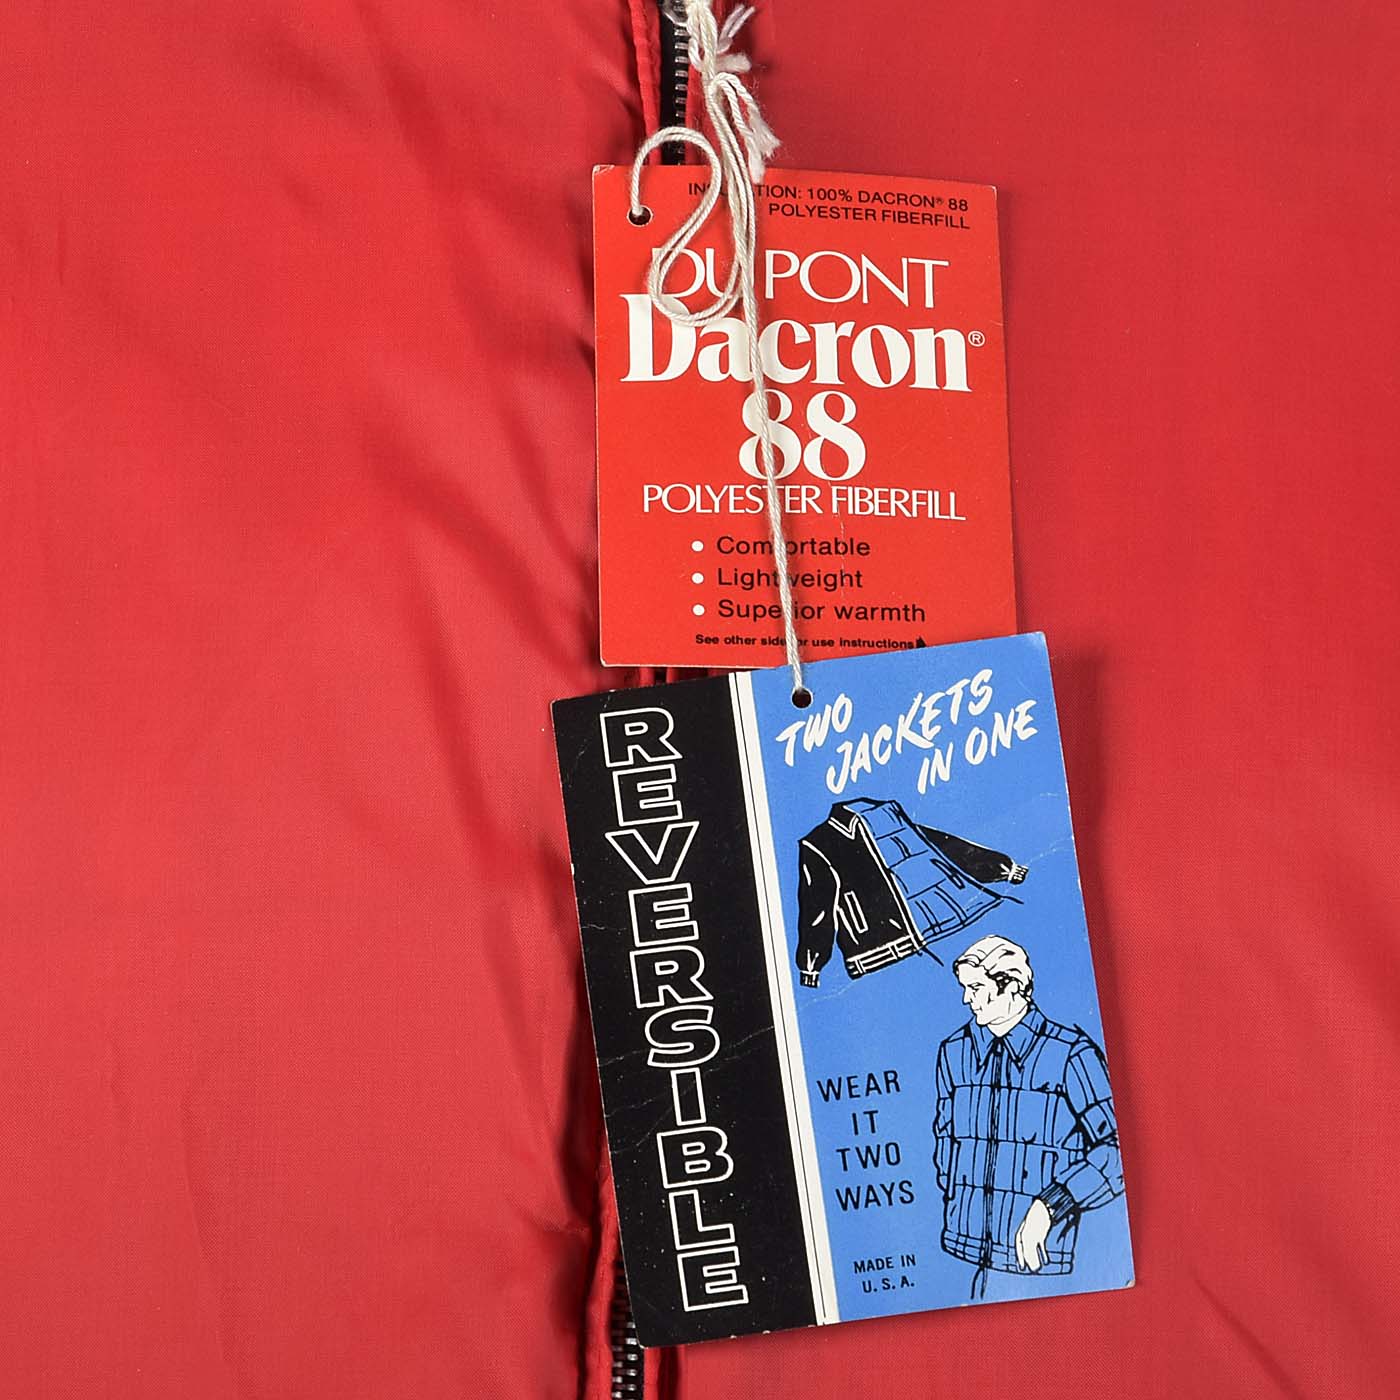 INSULATION: 100% DACRON® 88
POLYESTER FIBERFILL
DU PONT
Dacron®
88
POLYESTER FIBERFILL
• Comfortable
• Lightweight
• Superior warmth
See other side for use instructions
REVERSIBLE
TWO
JACKETS
IN ONE
WEAR
IT
TWO
WAYS
MADE IN
U.S.A.